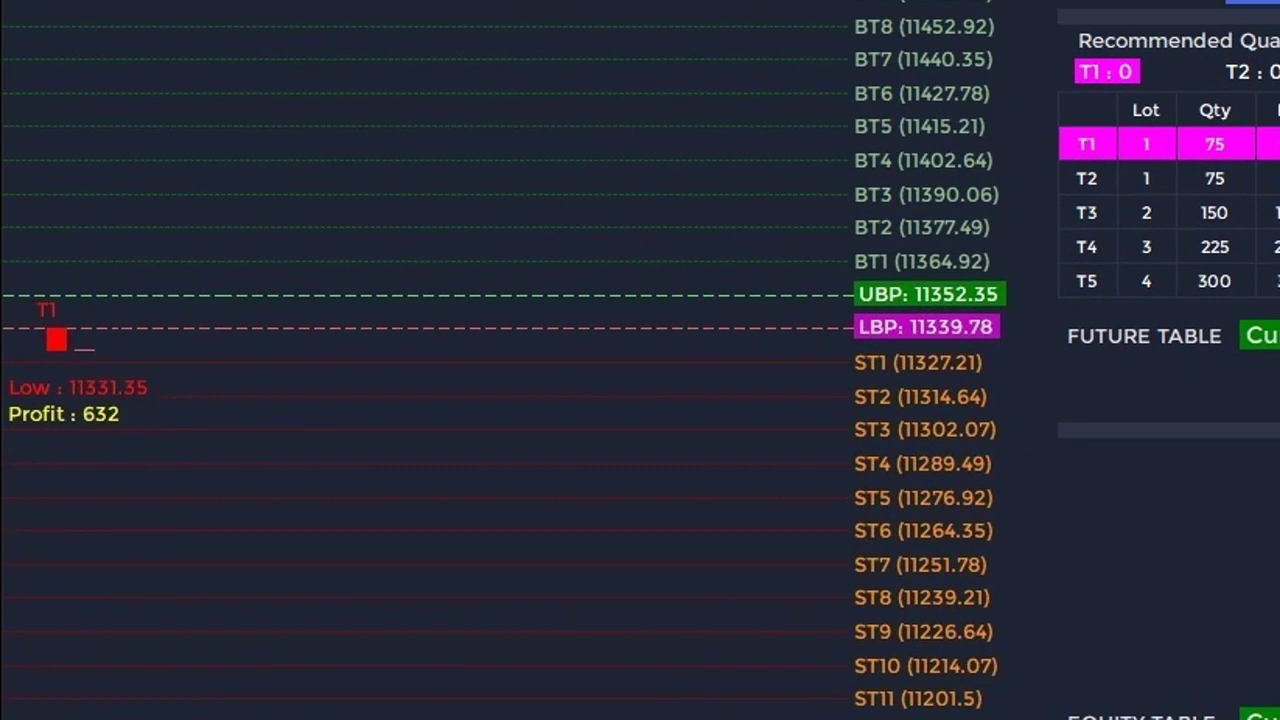 BT8 (11452.92)
BT7 (11440.35)
BT6 (11427.78)
BT5 (11415.21)
BT4 (11402.64)
BT3 (11390.06)
BT2 (11377.49)
BT1 (11364.92)
UBP: 11352.35
LBP: 11339.78
ST1 (11327.21)
ST2 (11314.64)
ST3 (11302.07)
ST4 (11289.49)
ST5 (11276.92)
ST6 (11264.35)
ST7 (11251.78)
ST8 (11239.21)
ST9 (11226.64)
ST10 (11214.07)
ST11 (11201.5)
T1
Low : 11331.35
Profit : 632
Recommended Qua
T1 : 0 T2 : 0
Lot Qty
T1 1 75
T2 1 75
T3 2 150
T4 3 225
T5 4 300
FUTURE TABLE Cu
EQUITY TABLE